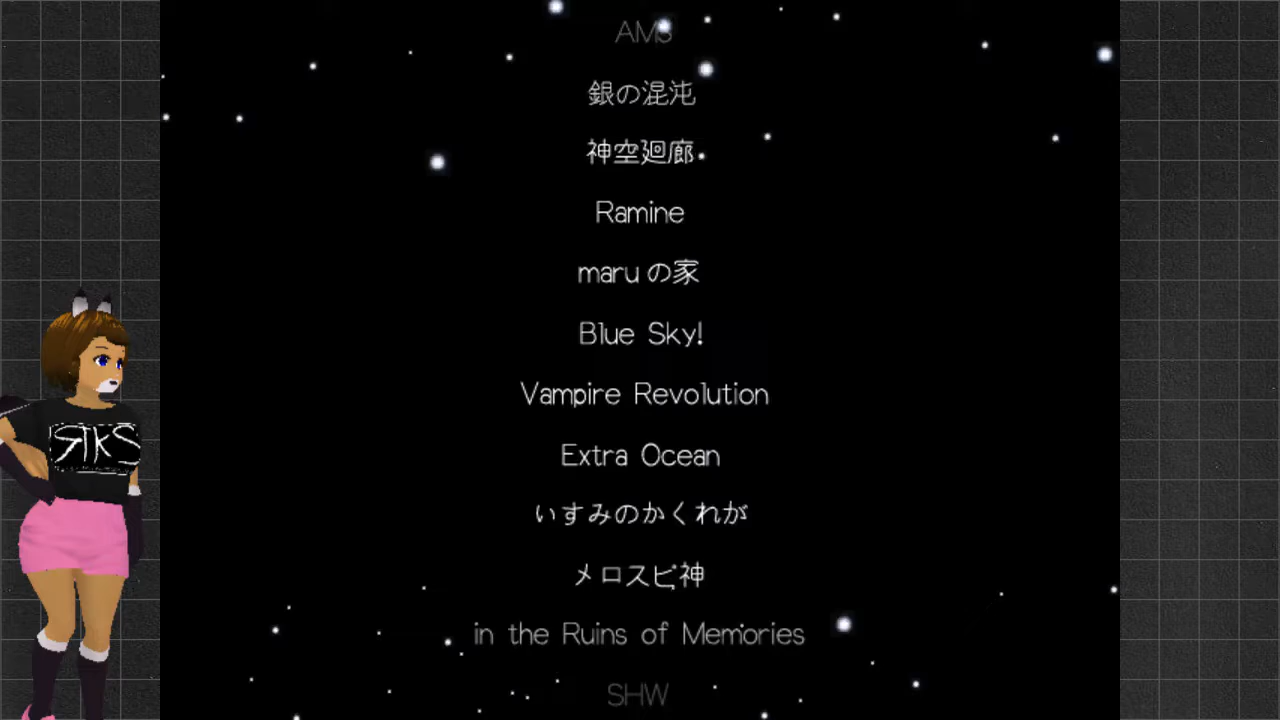 AMS
銀の混沌
神空廻廊
Ramine
maruの家
Blue Sky!
Vampire Revolution
Extra Ocean
いすみのかくれが
メロスピ神
in the Ruins of Memories
SHW